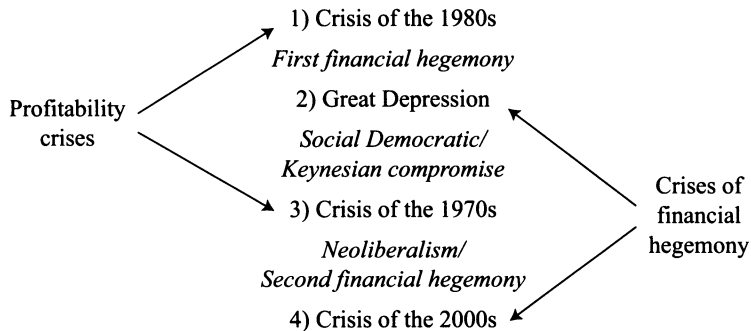 1) Crisis of the 1980s
First financial hegemony
Profitability
crises
2) Great Depression
Social Democratic/
Keynesian compromise
3) Crisis of the 1970s
Crises of
financial
hegemony
Neoliberalism/
Second financial hegemony
4) Crisis of the 2000s